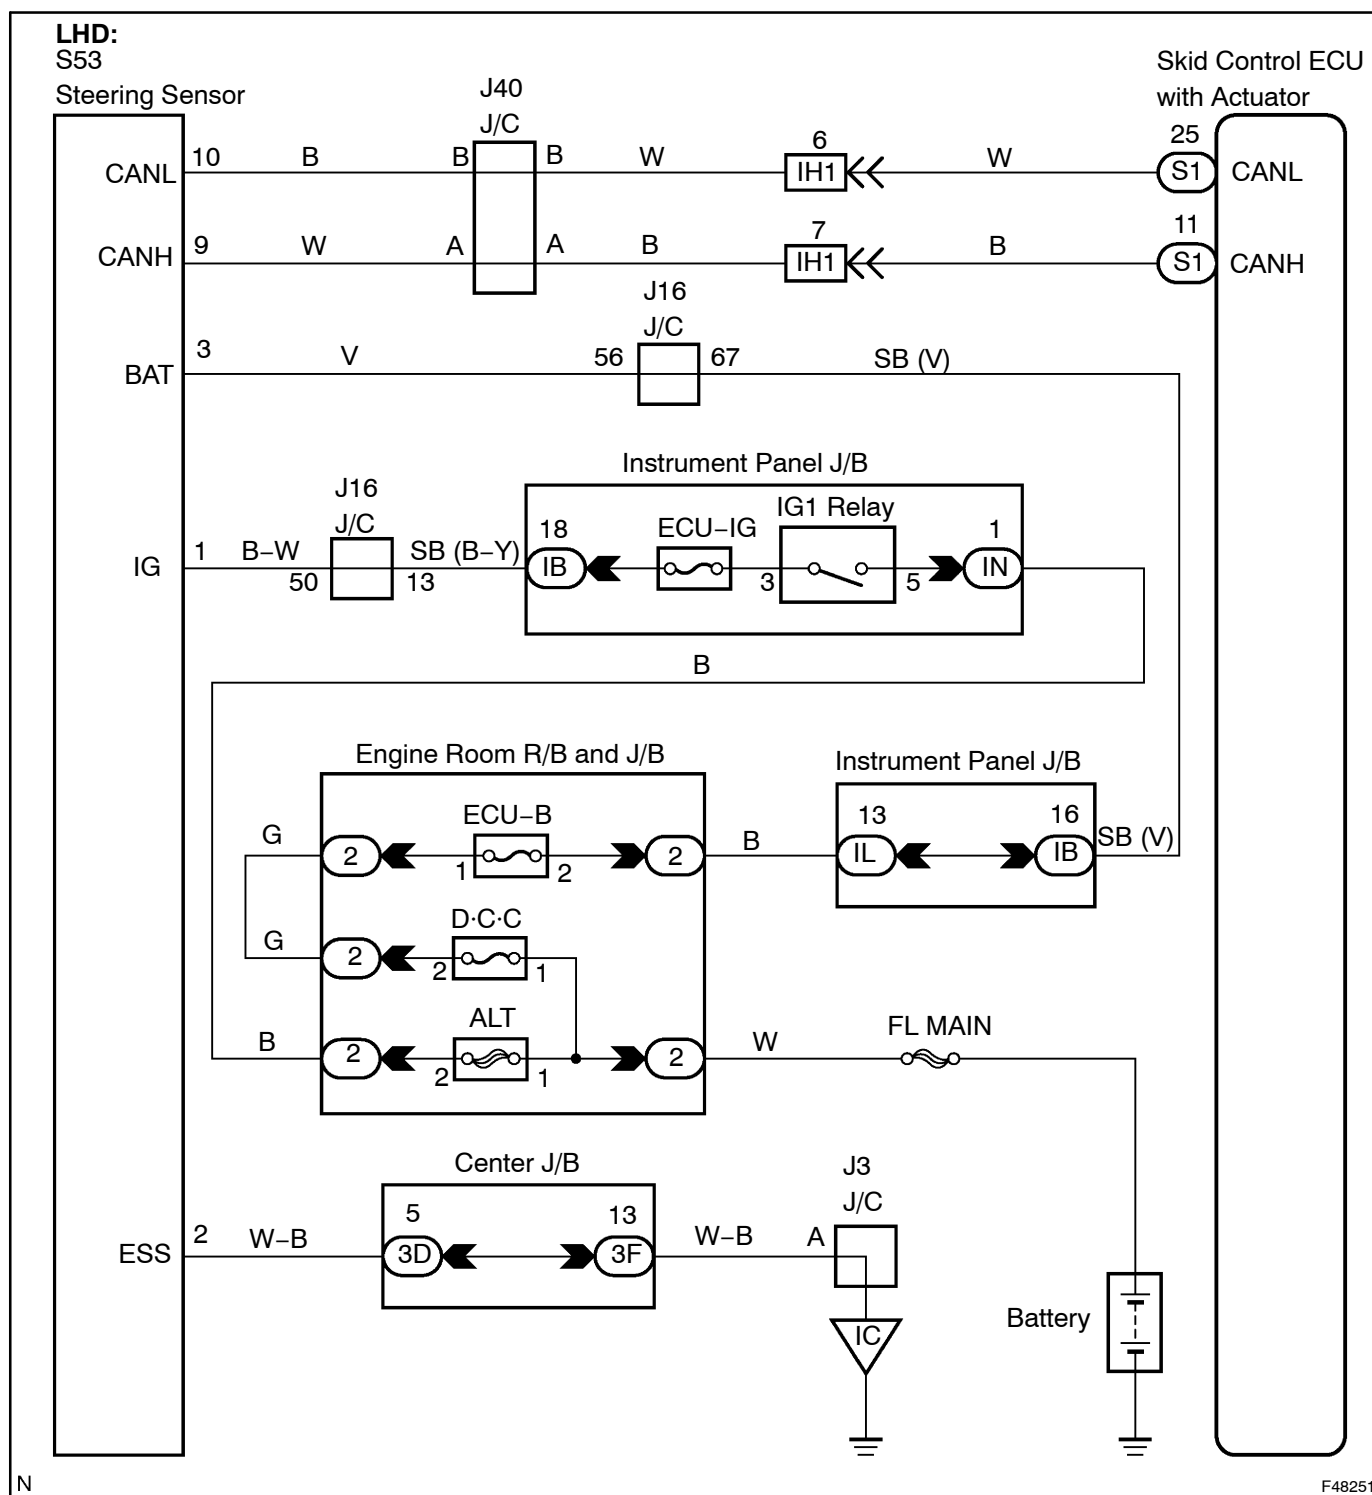 LHD:
S53
Steering Sensor
Skid Control ECU
with Actuator
J40
J/C
CANL
10
B
B
B
W
6
IH1
W
25
S1
CANL
CANH
9
W
A
A
B
7
IH1
B
11
S1
CANH
J16
J/C
BAT
3
V
56
67
SB (V)
Instrument Panel J/B
J16
J/C
IG
1
B−W
50
13
SB (B−Y)
18
IB
ECU−IG
IG1 Relay
3
5
1
IN
B
Engine Room R/B and J/B
Instrument Panel J/B
G
2
ECU−B
1
2
2
B
13
IL
16
IB
SB (V)
G
2
D·C·C
2
1
B
2
ALT
2
1
2
W
FL MAIN
Center J/B
J3
J/C
ESS
2
W−B
5
3D
13
3F
W−B
A
IC
Battery
N
F48251